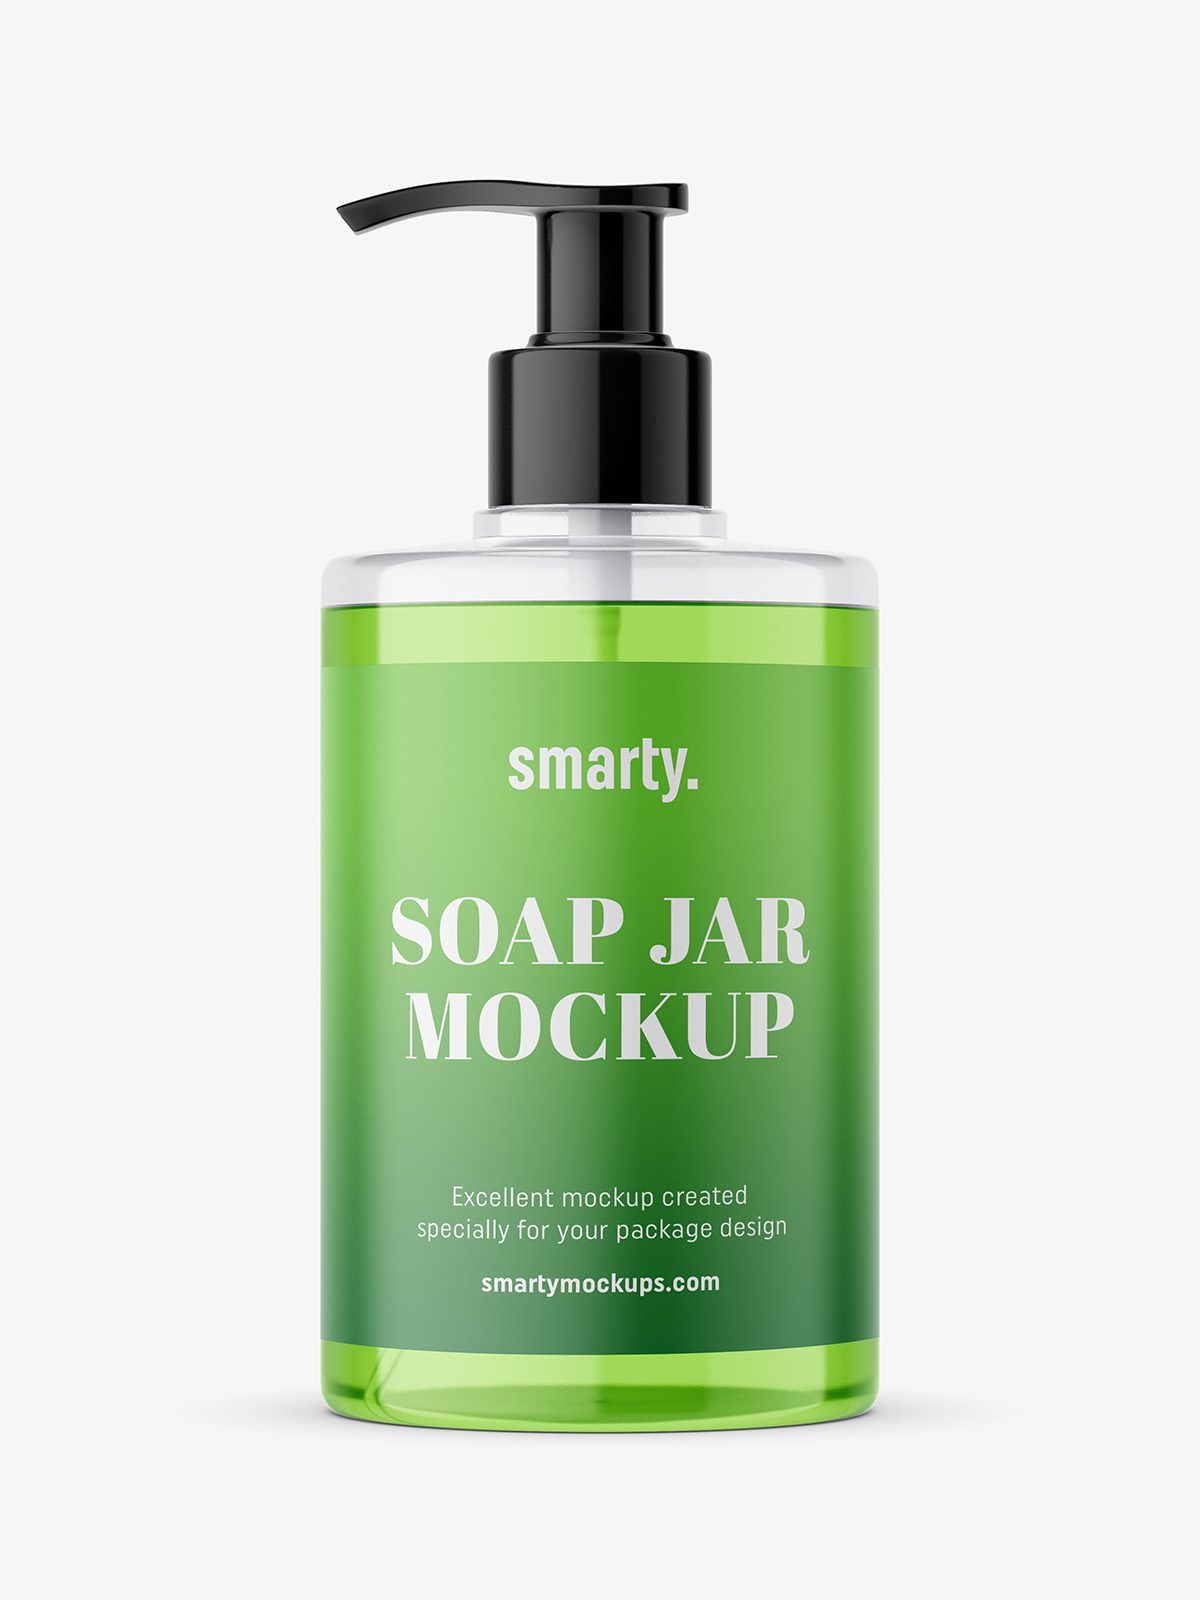 smarty.
SOAP JAR
MOCKUP
Excellent mockup created
specially for your package design
smartymockups.com